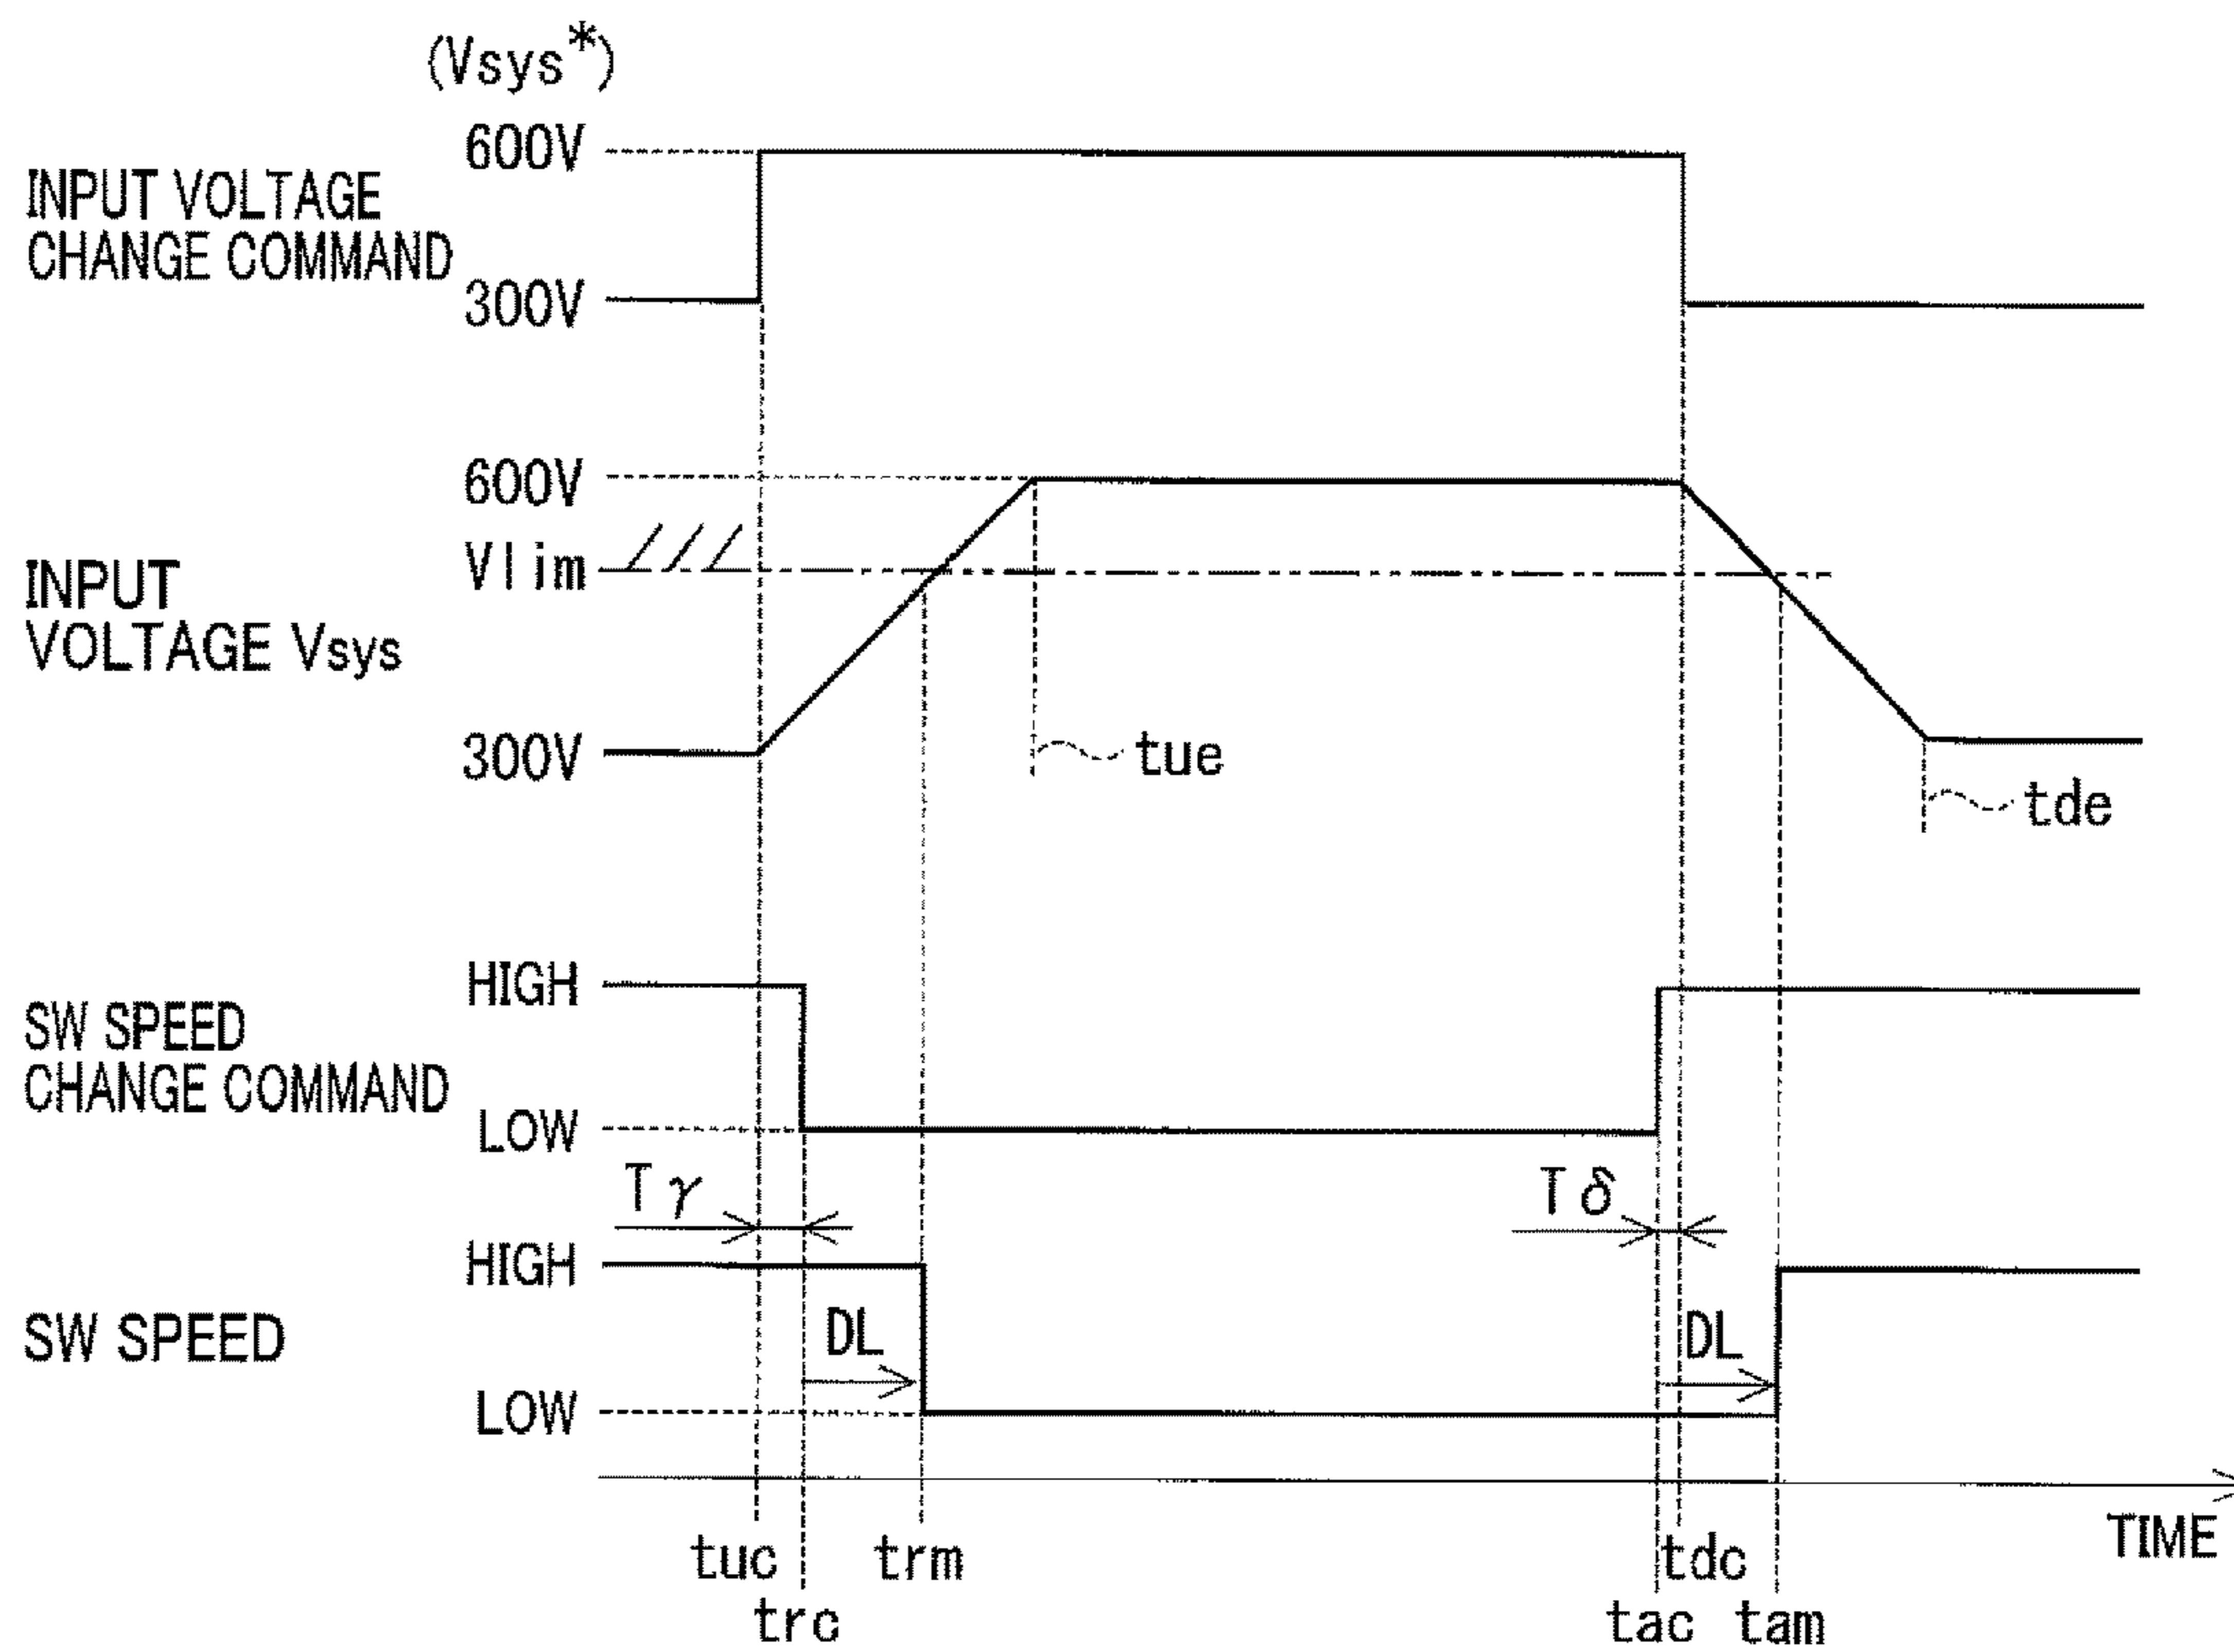 (Vsys*)
600V
INPUT VOLTAGE
CHANGE COMMAND
300V
600V
Vlim
INPUT
VOLTAGE Vsys
300V
tue
tde
HIGH
SW SPEED
CHANGE COMMAND
LOW
Tγ
Tδ
HIGH
SW SPEED
DL
DL
LOW
tuc
trm
tdc
TIME
trc
tac
tam